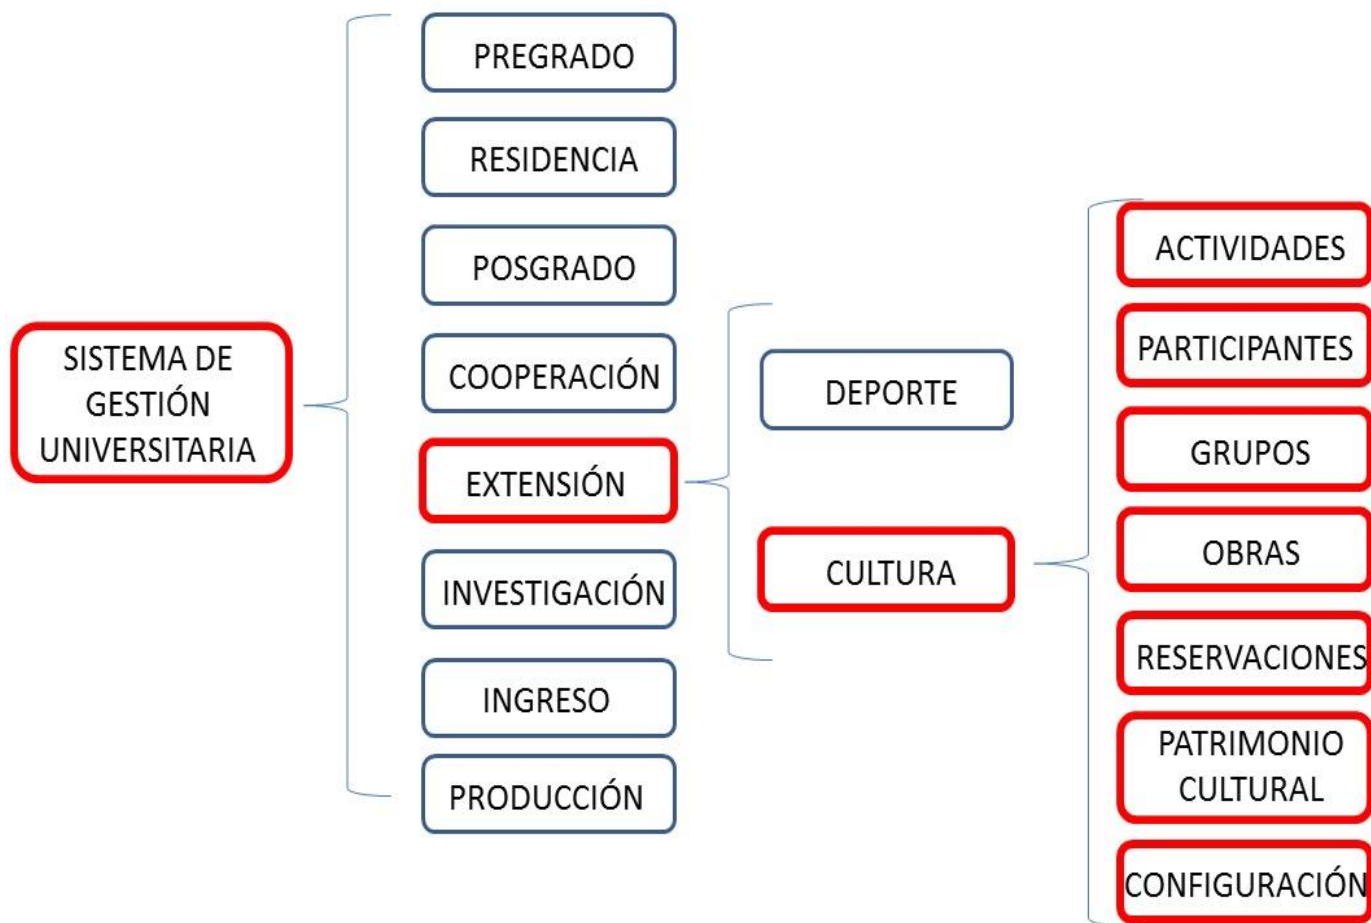 SISTEMA DE
GESTIÓN
UNIVERSITARIA
PREGRADO
RESIDENCIA
POSGRADO
COOPERACIÓN
EXTENSIÓN
INVESTIGACIÓN
INGRESO
PRODUCCIÓN
DEPORTE
CULTURA
ACTIVIDADES
PARTICIPANTES
GRUPOS
OBRAS
RESERVACIONES
PATRIMONIO
CULTURAL
CONFIGURACIÓN